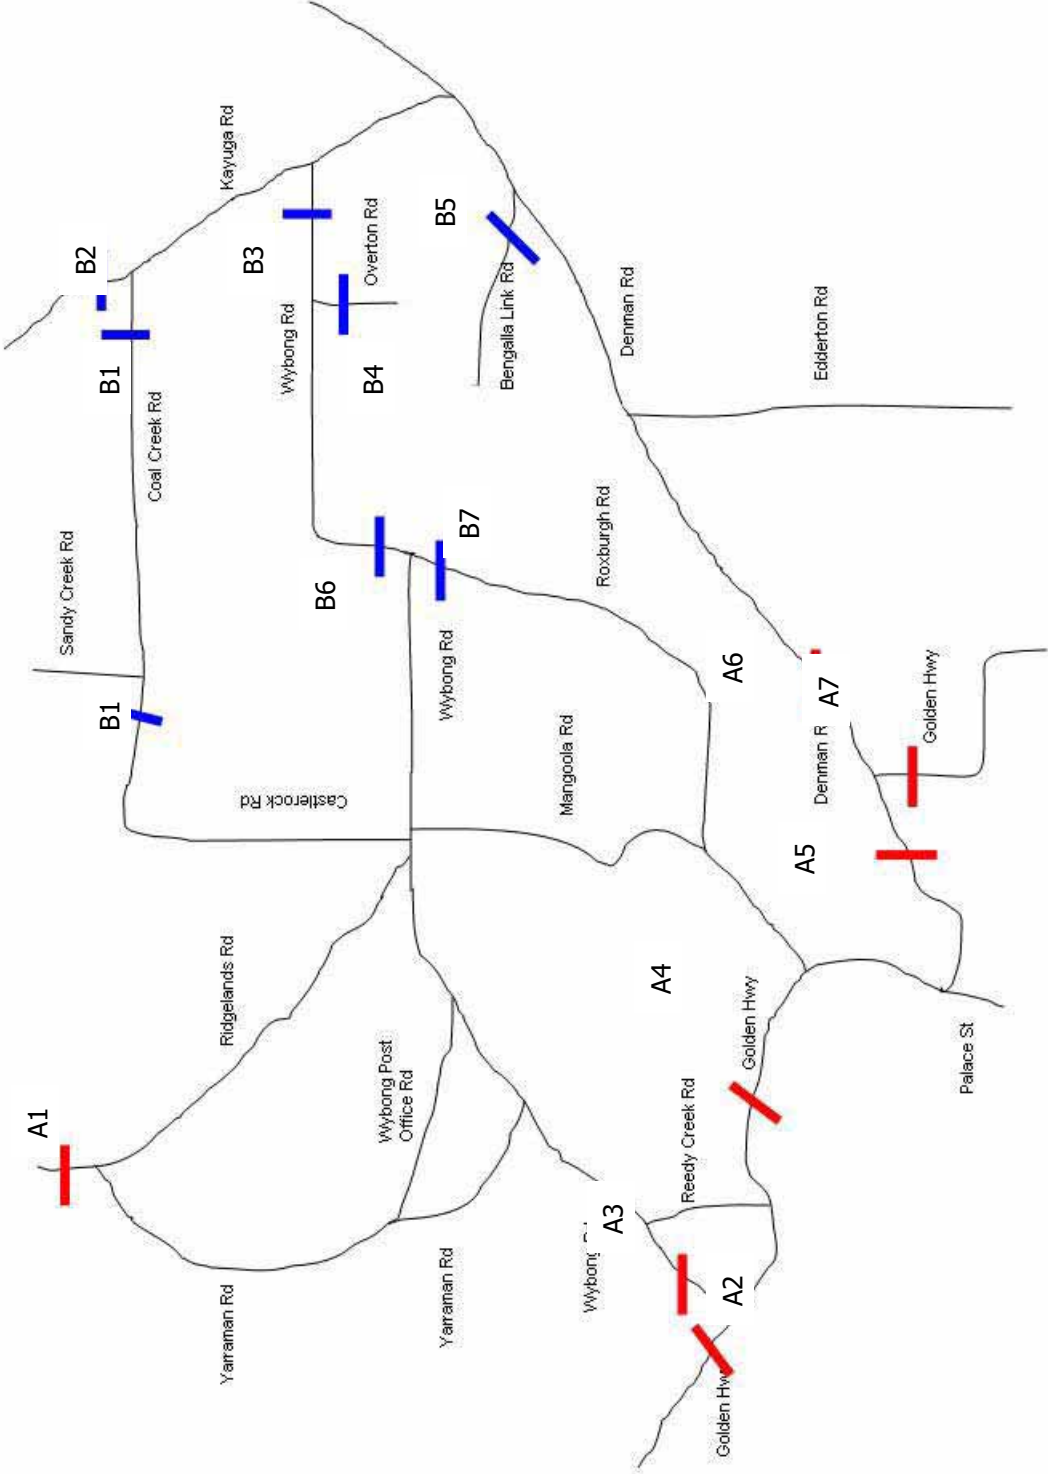 A1
Ridgelands Rd
Sandy Creek Rd
B1
Castlerock Rd
B1
B2
Coal Creek Rd
Kayuga Rd
Yarraman Rd
Yarraman Rd
Wybong Post
Office Rd
B6
Wybong Rd
B3
Overton Rd
B4
B5
Bengalla Link Rd
Wybong Rd
B7
Mangoola Rd
Roxburgh Rd
Denman Rd
A3
Reedy Creek Rd
A4
A6
A2
Golden Hwy
Golden Hwy
A5
Denman R
A7
Edderton Rd
Golden Hwy
Palace St